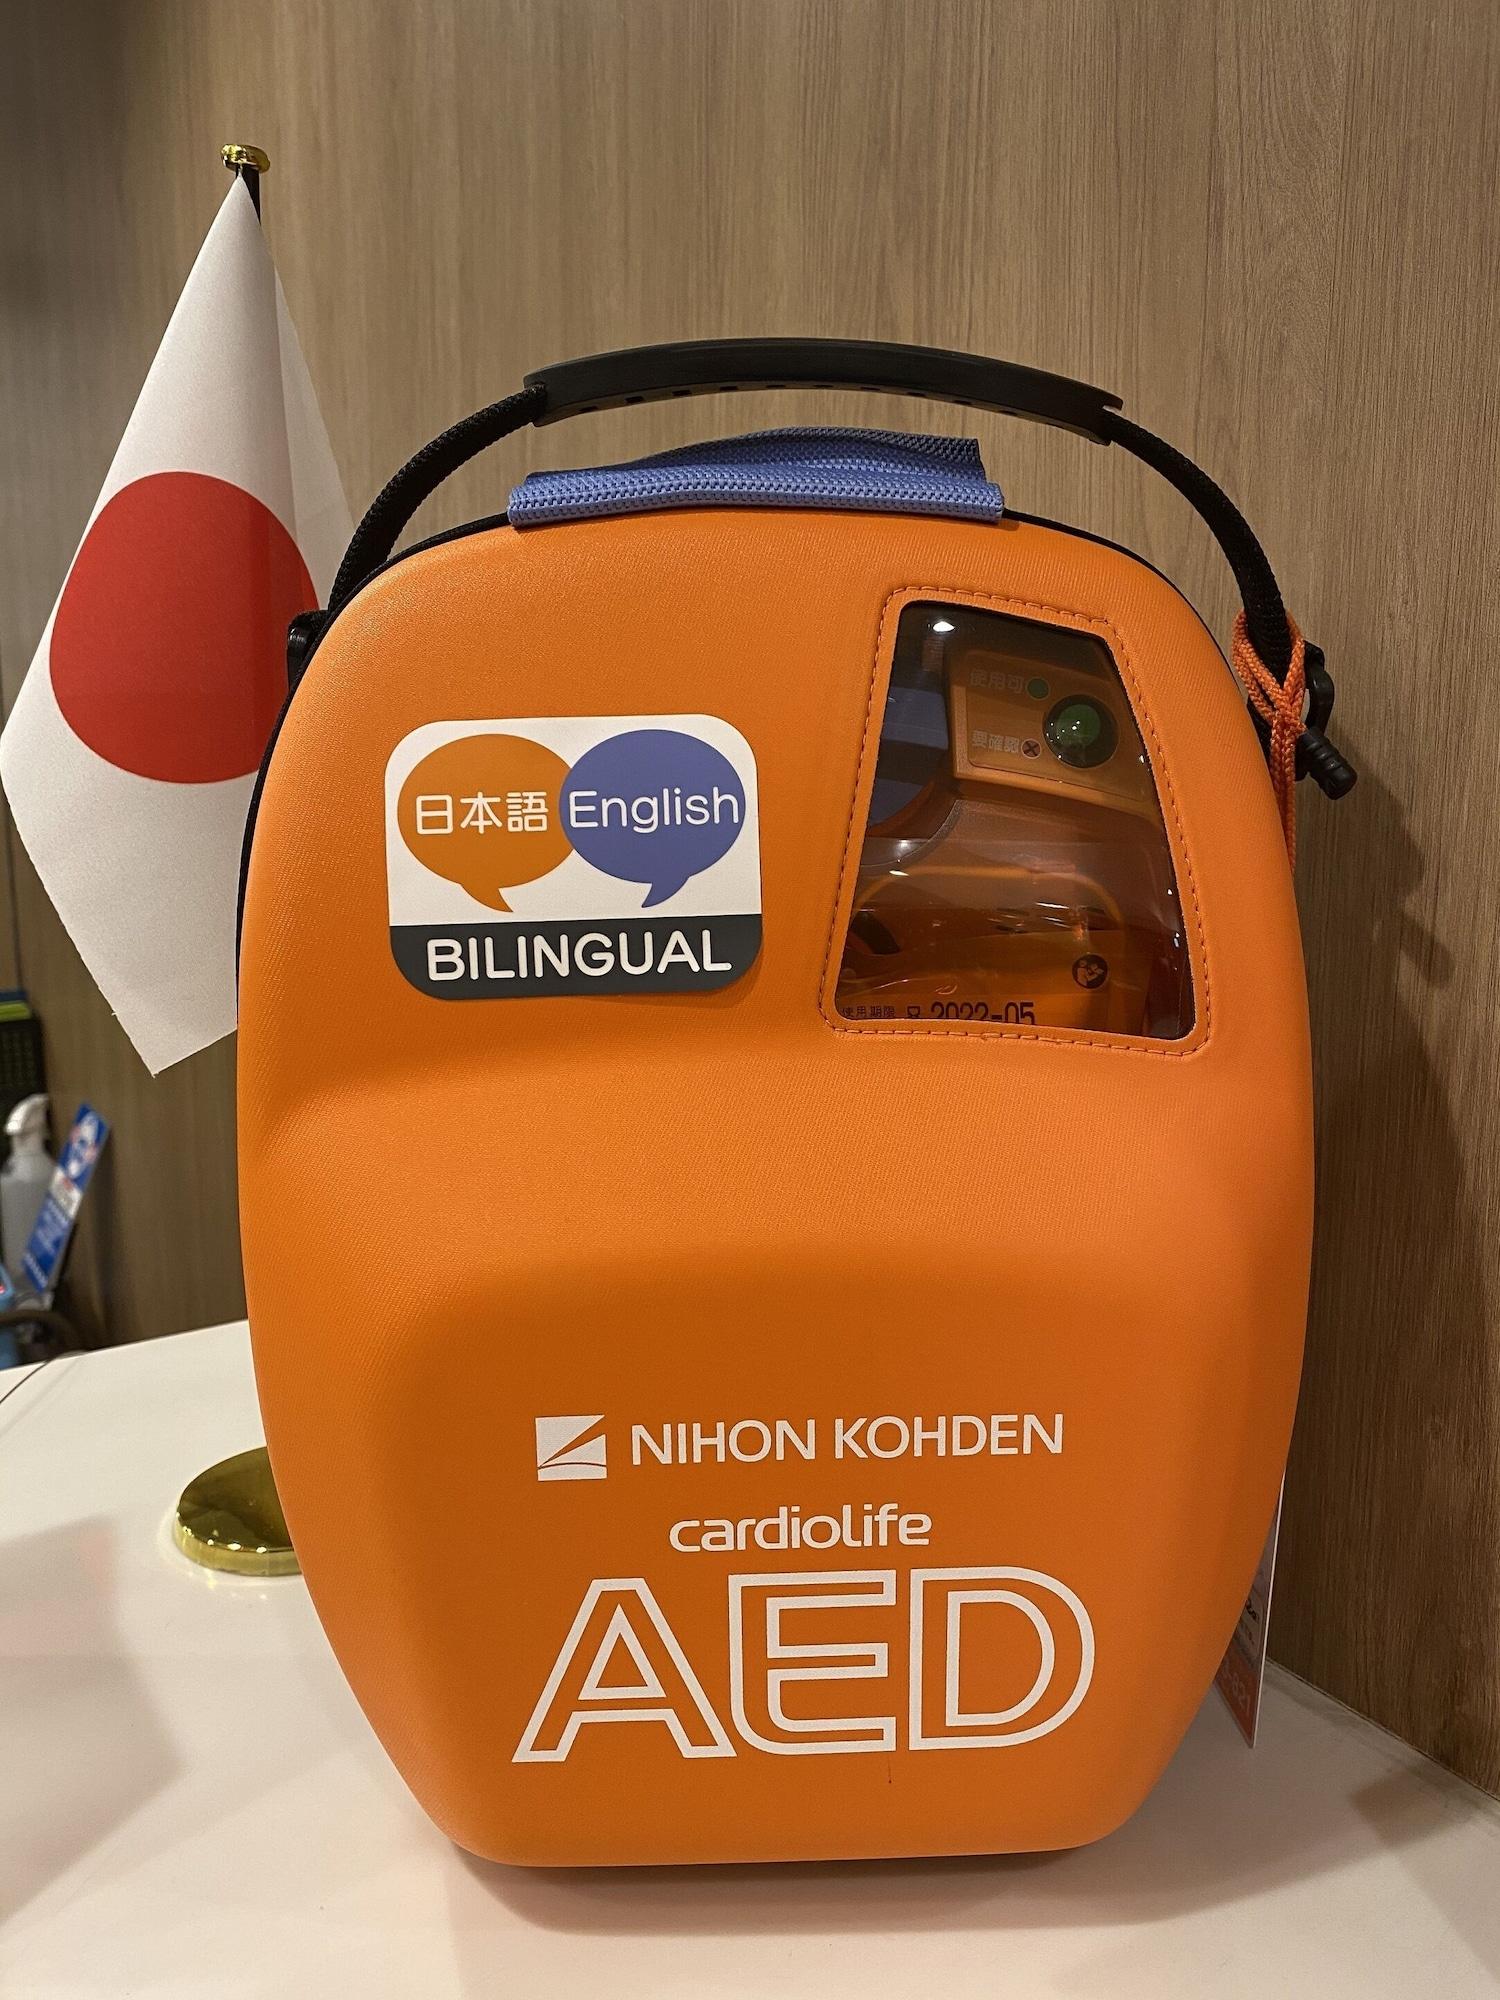 日本語 English
BILINGUAL
使用可
要確認
使用期限 2022-05
NIHON KOHDEN
cardiolife
AED